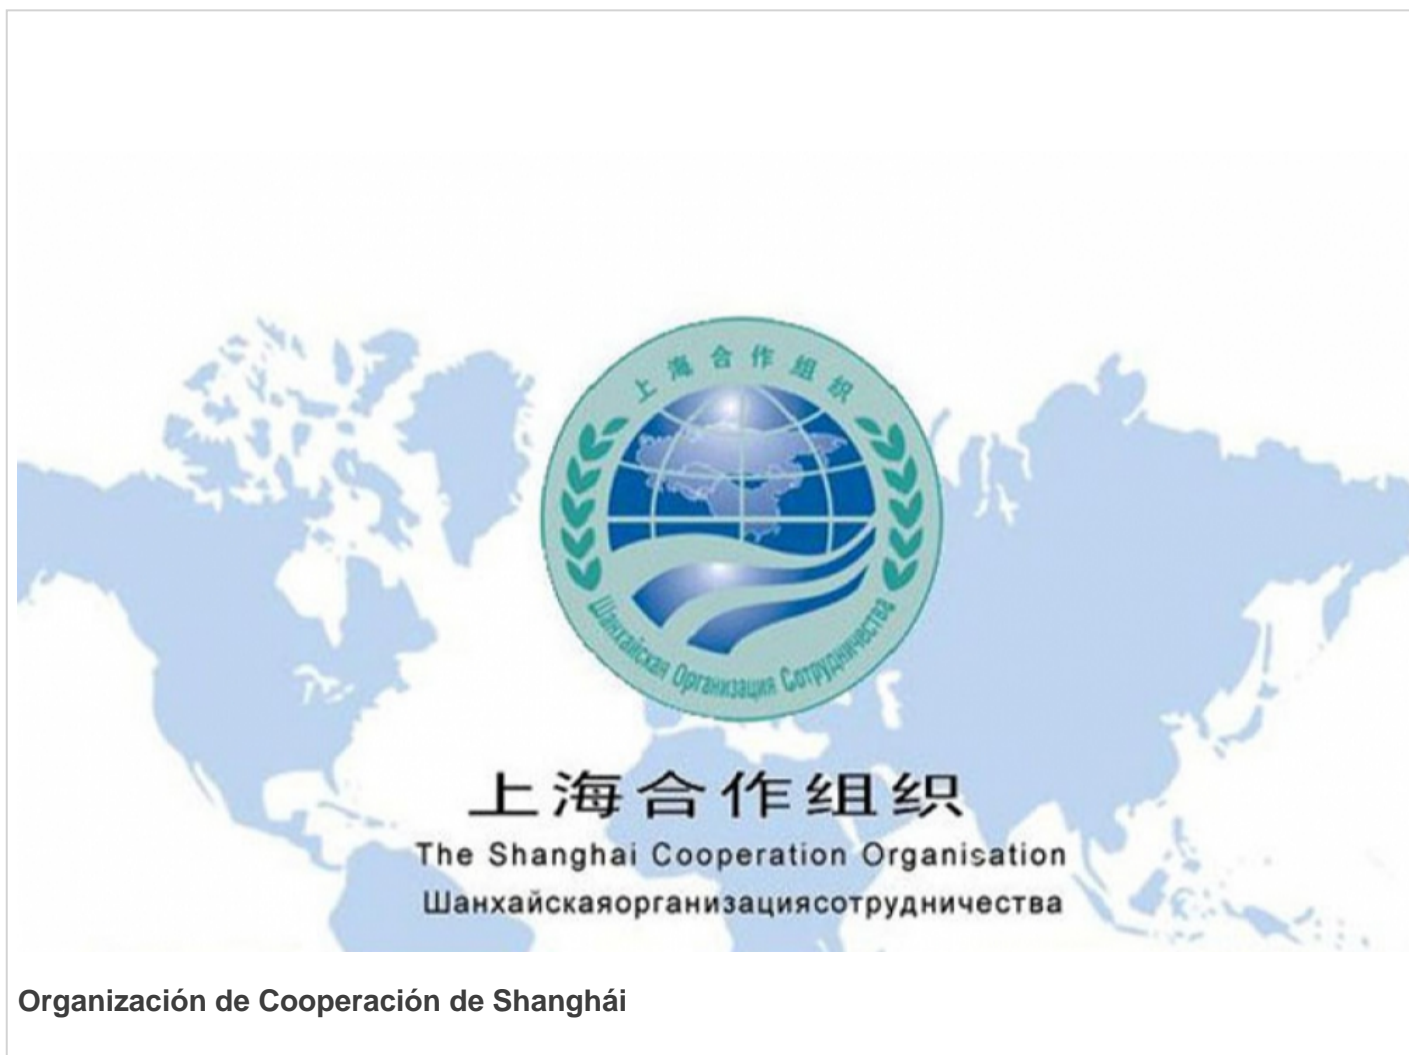 上海合作组织
Шанхайская Организация Сотрудничества
上海合作组织
The Shanghai Cooperation Organisation
Шанхайскаяорганизациясотрудничества
Organización de Cooperación de Shanghái